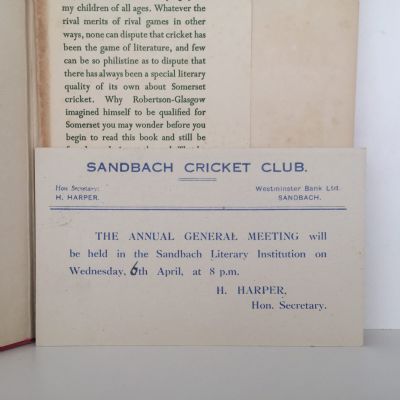 my children of all ages. Whatever the
rival merits of rival games in other
ways, none can dispute that cricket has
been the game of literature, and few
can be so philistine as to dispute that
there has always been a special literary
quality of its own about Somerset
cricket. Why Robertson-Glasgow
imagined himself to be qualified for
Somerset you may wonder before you
begin to read this book and still be
SANDBACH CRICKET CLUB.
Hon Secretary:
H. HARPER.
Westminster Bank Ltd.
SANDBACH.
THE ANNUAL GENERAL MEETING will
be held in the Sandbach Literary Institution on
Wednesday, 6th April, at 8 p.m.
H. HARPER,
Hon. Secretary.